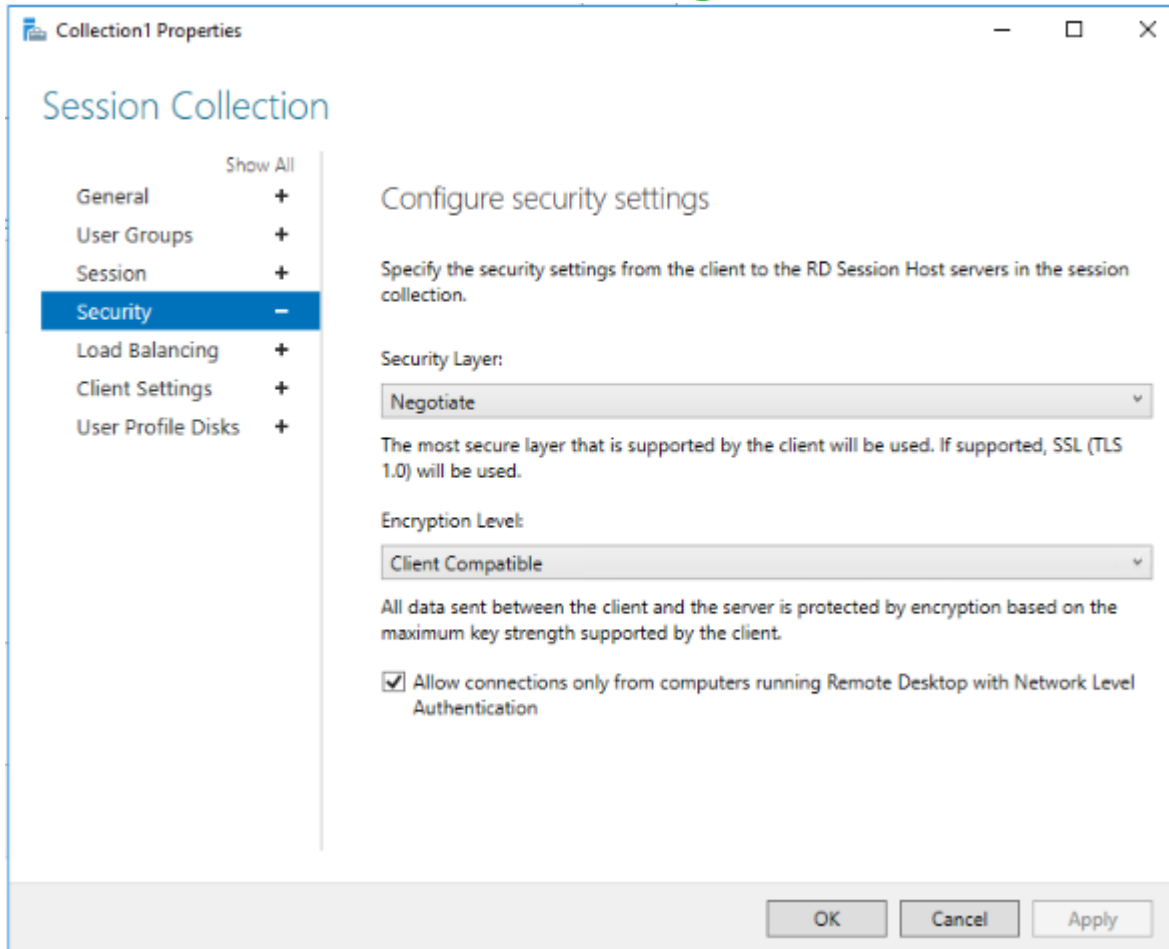 Collection1 Properties
Session Collection
Show All
General
User Groups
Session
Security
Load Balancing
Client Settings
User Profile Disks
Configure security settings
Specify the security settings from the client to the RD Session Host servers in the session
collection.
Security Layer:
Negotiate
The most secure layer that is supported by the client will be used. If supported, SSL (TLS
1.0) will be used.
Encryption Level:
Client Compatible
All data sent between the client and the server is protected by encryption based on the
maximum key strength supported by the client.
Allow connections only from computers running Remote Desktop with Network Level
Authentication
OK Cancel Apply